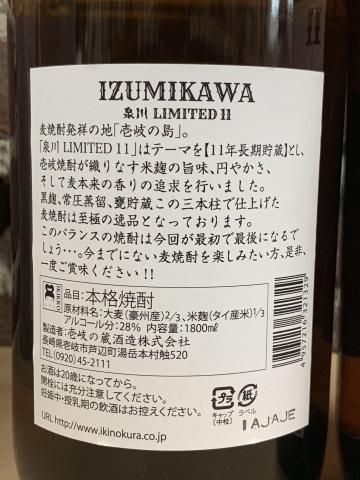 IZUMIKAWA
泉川 LIMITED 11
麦焼酎発祥の地「壱岐の島」。
「泉川 LIMITED 11」はテーマを【11年長期貯蔵】とし、
壱岐焼酎が織りなす米麹の旨味、円やかさ、
そして麦本来の香りの追求を行いました。
黒麹、常圧蒸留、甕貯蔵この三本柱で仕上げた
麦焼酎は至極の逸品となっております。
このバランスの焼酎は今回が最初で最後になるで
しょう・・・。今までにない麦焼酎を楽しみたい方、是非、
一度ご賞味ください!!
IKIKKO
品目:本格焼酎
原材料名:大麦(豪州産)2/3、米麹(タイ産米)1/3
アルコール分:28% 内容量:1800mℓ
製造者:壱岐の蔵酒造株式会社
長崎県壱岐市芦辺町湯岳本村触520
TEL(0920)45-2111
4957216321329
お酒は20歳になってから。
開栓には充分注意してください。
妊娠中・授乳期の飲酒はお控えください。
URL http://www.ikinokura.co.jp
プラ
キャップ
[中栓]
紙
ラベル
1AJAJE